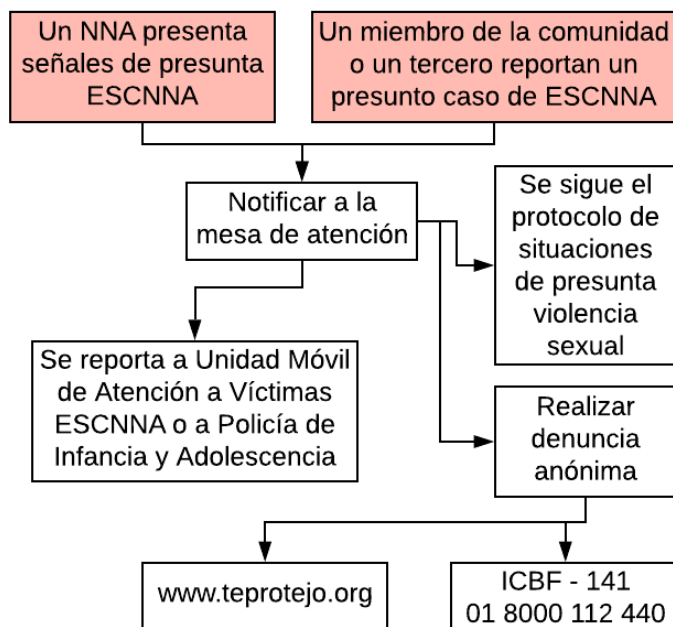 Un NNA presenta
señales de presunta
ESCNNA
Un miembro de la comunidad
o un tercero reportan un
presunto caso de ESCNNA
Notificar a la
mesa de atención
Se sigue el
protocolo de
situaciones
de presunta
violencia
sexual
Se reporta a Unidad Móvil
de Atención a Víctimas
ESCNNA o a Policía de
Infancia y Adolescencia
Realizar
denuncia
anónima
www.teprotejo.org
ICBF - 141
01 8000 112 440